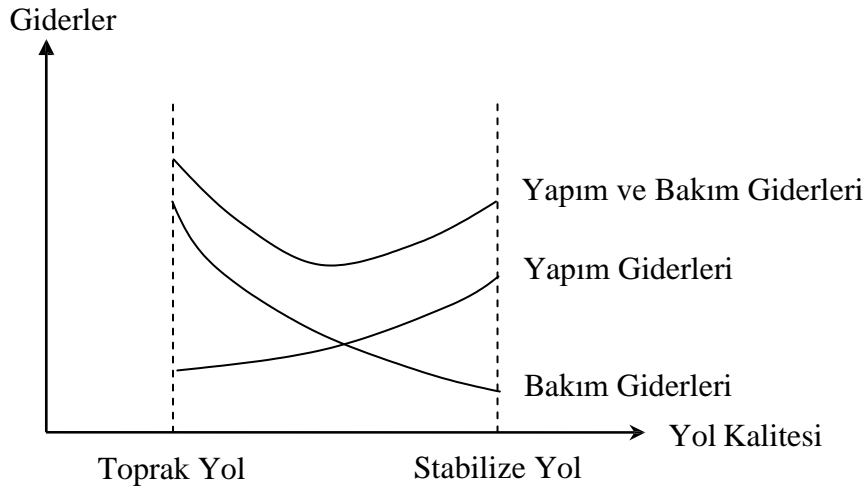 Giderler
Yapım ve Bakım Giderleri
Yapım Giderleri
Bakım Giderleri
Yol Kalitesi
Toprak Yol
Stabilize Yol